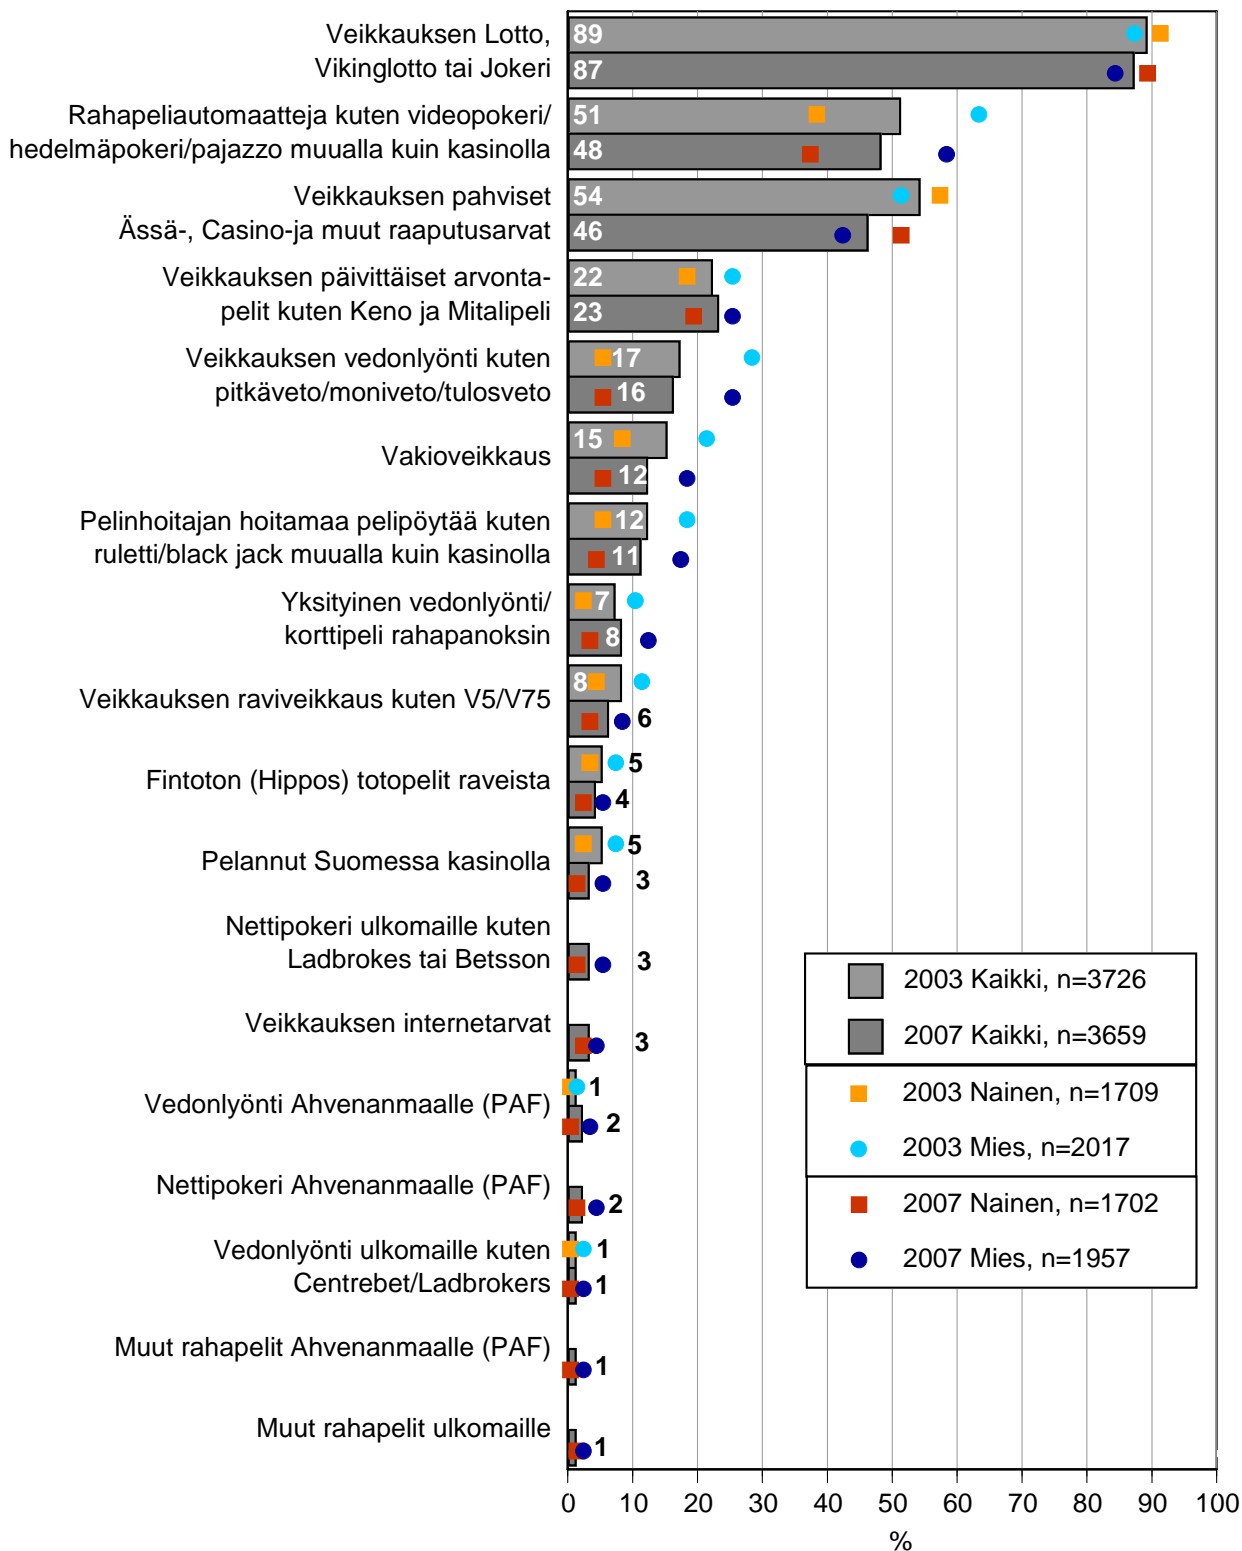 Veikkauksen Lotto,
Vikinglotto tai Jokeri
89
87
Rahapeliautomaatteja kuten videopokeri/
hedelmäpokeri/pajazzo muualla kuin kasinolla
51
48
Veikkauksen pahviset
Ässä-, Casino-ja muut raaputusarvat
54
46
Veikkauksen päivittäiset arvonta-
pelit kuten Keno ja Mitalipeli
22
23
Veikkauksen vedonlyönti kuten
pitkäveto/moniveto/tulosveto
17
16
Vakioveikkaus
15
12
Pelinhoitajan hoitamaa pelipöytää kuten
ruletti/black jack muualla kuin kasinolla
12
11
Yksityinen vedonlyönti/
korttipeli rahapanoksin
7
8
Veikkauksen raviveikkaus kuten V5/V75
8
6
Fintoton (Hippos) totopelit raveista
5
4
Pelannut Suomessa kasinolla
5
3
Nettipokeri ulkomaille kuten
Ladbrokes tai Betsson
3
Veikkauksen internetarvat
3
Vedonlyönti Ahvenanmaalle (PAF)
1
2
Nettipokeri Ahvenanmaalle (PAF)
2
Vedonlyönti ulkomaille kuten
Centrebet/Ladbrokers
1
1
Muut rahapelit Ahvenanmaalle (PAF)
1
Muut rahapelit ulkomaille
1
2003 Kaikki, n=3726
2007 Kaikki, n=3659
2003 Nainen, n=1709
2003 Mies, n=2017
2007 Nainen, n=1702
2007 Mies, n=1957
0 10 20 30 40 50 60 70 80 90 100
%